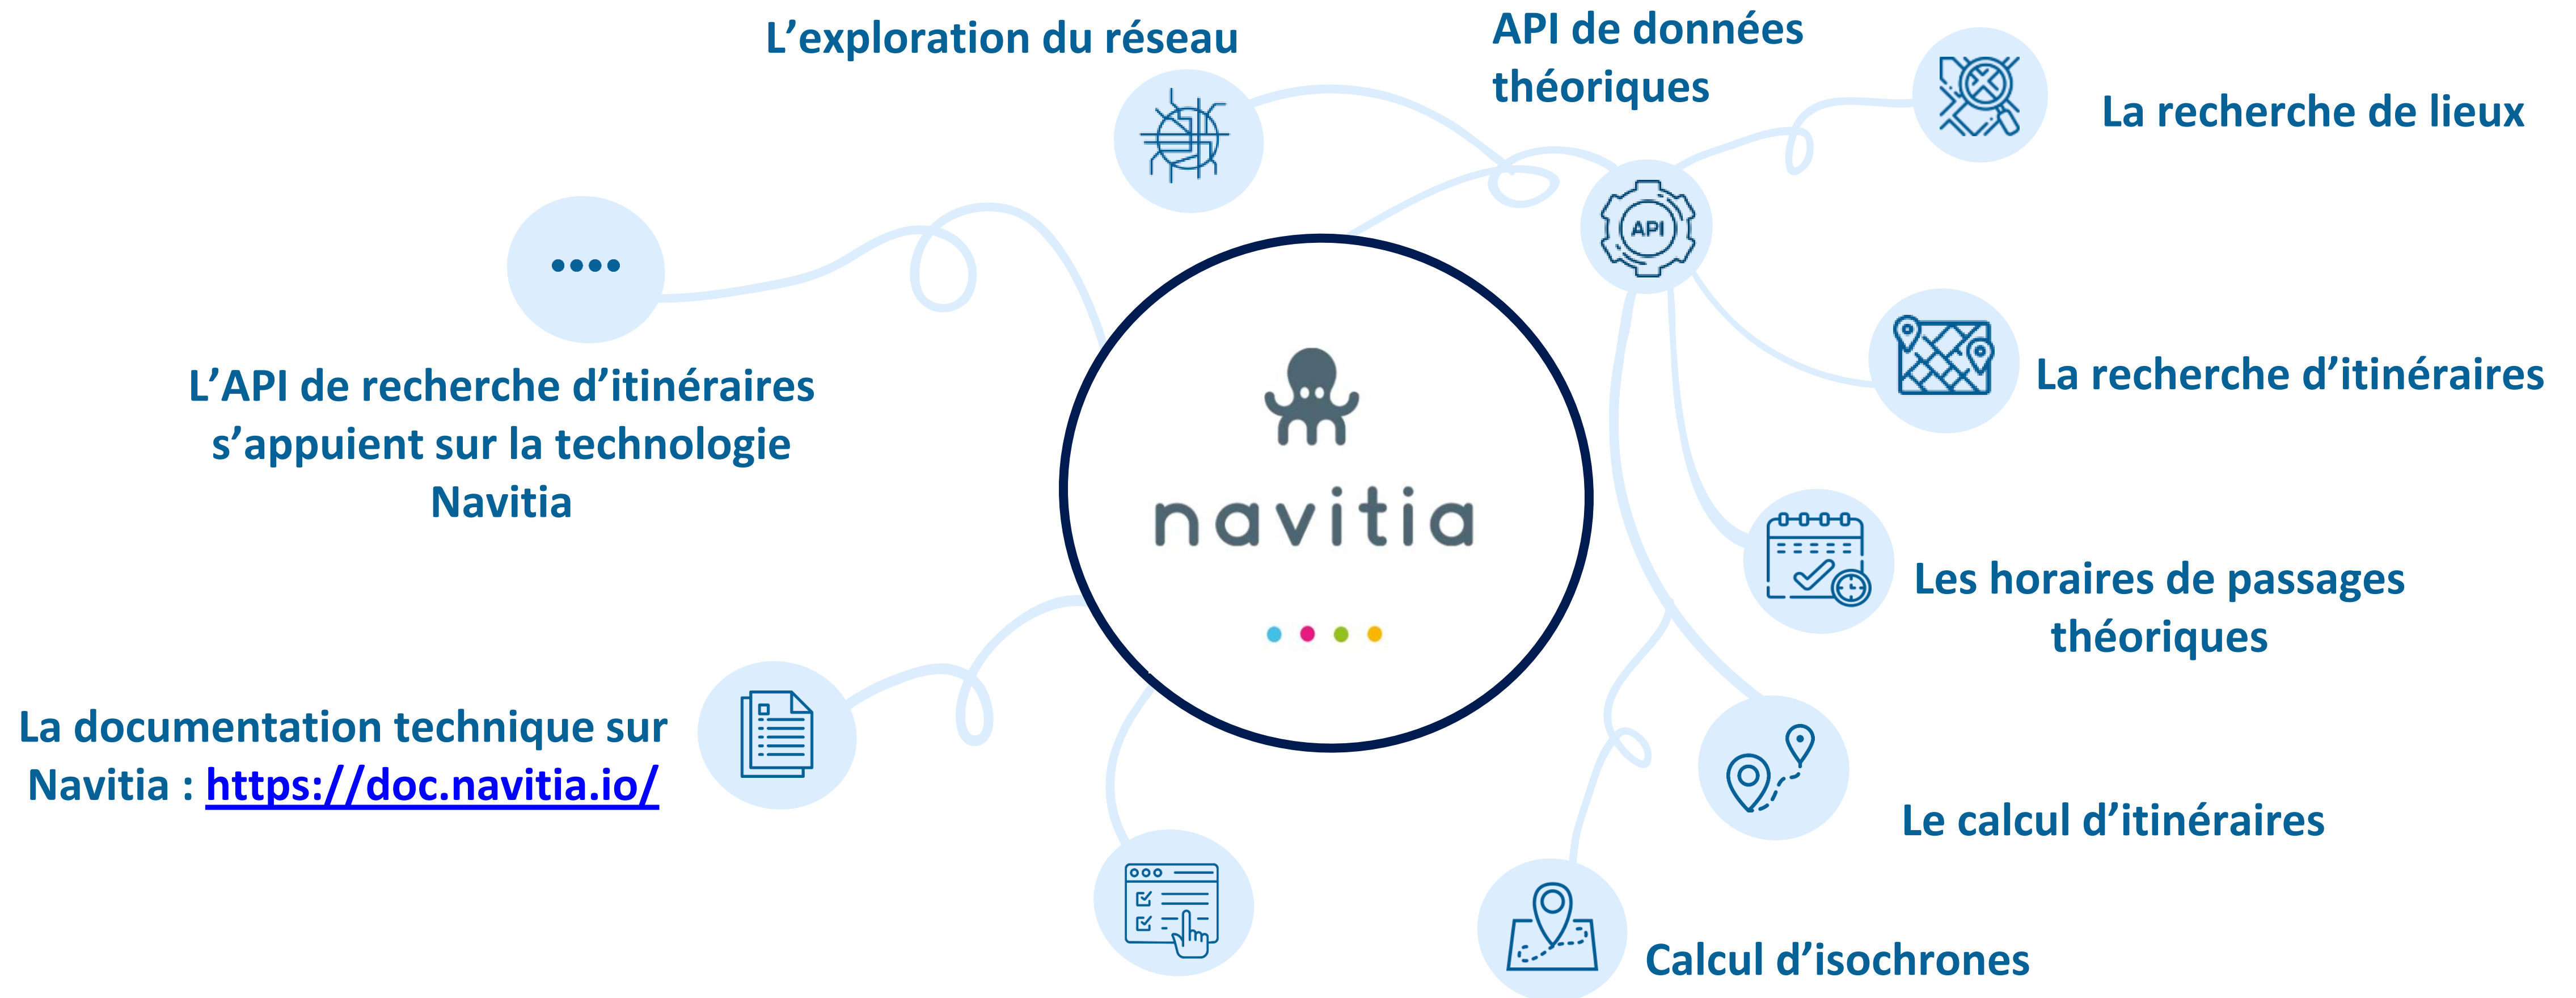 L’exploration du réseau
API de données
théoriques
La recherche de lieux
API
L’API de recherche d’itinéraires
s’appuient sur la technologie
Navitia
navitia
La recherche d’itinéraires
Les horaires de passages
théoriques
La documentation technique sur
Navitia : https://doc.navitia.io/
Le calcul d’itinéraires
Calcul d’isochrones